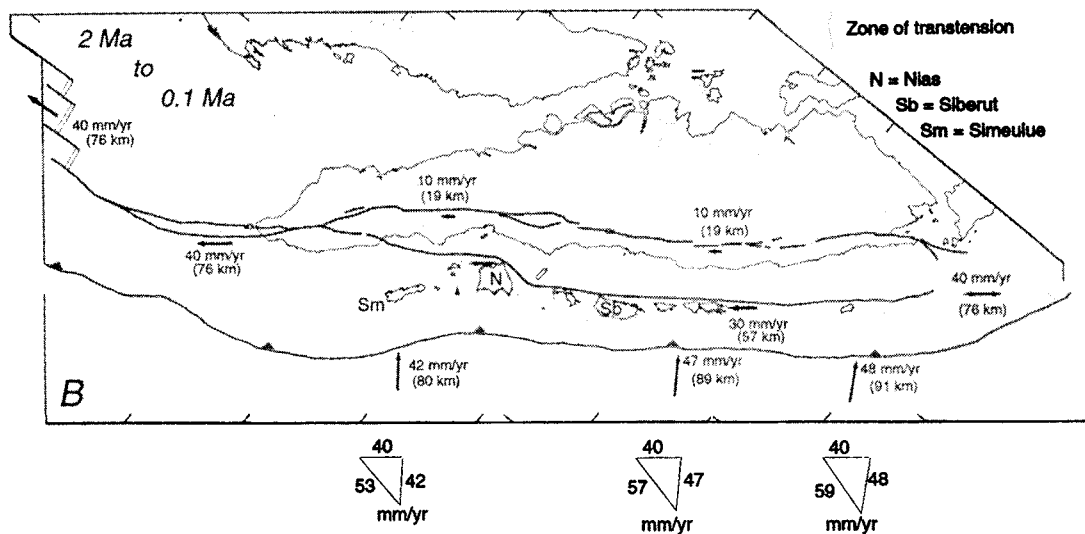 2 Ma
to
0.1 Ma
Zone of transtension
N = Nias
Sb = Siberut
Sm = Simeulue
40 mm/yr
(76 km)
10 mm/yr
(19 km)
10 mm/yr
(19 km)
40 mm/yr
(76 km)
N
Sm
Sb
40 mm/yr
(76 km)
30 mm/yr
(57 km)
42 mm/yr
(80 km)
47 mm/yr
(89 km)
48 mm/yr
(91 km)
B
40
53 42
mm/yr
40
57 47
mm/yr
40
59 48
mm/yr